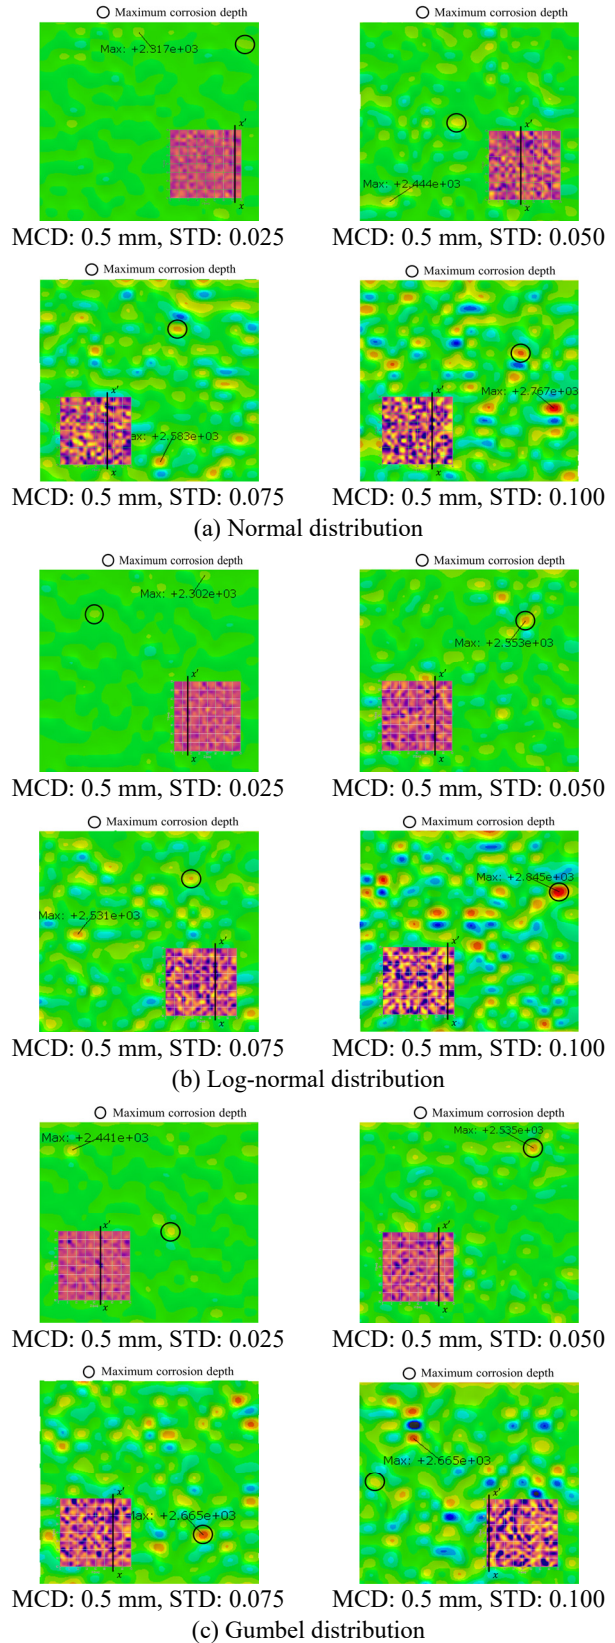 Maximum corrosion depth
Maximum corrosion depth
Max: +2.317e+03
x'
x
Max: +2.444e+03
x'
x
MCD: 0.5 mm, STD: 0.025
MCD: 0.5 mm, STD: 0.050
Maximum corrosion depth
Maximum corrosion depth
x'
ax: +2.583e+03
x
x'
Max: +2.767e+03
x
MCD: 0.5 mm, STD: 0.075
MCD: 0.5 mm, STD: 0.100
(a) Normal distribution
Maximum corrosion depth
Maximum corrosion depth
Max: +2.302e+03
x'
x
Max: +2.553e+03
x'
x
MCD: 0.5 mm, STD: 0.025
MCD: 0.5 mm, STD: 0.050
Maximum corrosion depth
Maximum corrosion depth
Max: +2.531e+03
x'
x
Max: +2.845e+03
x'
x
MCD: 0.5 mm, STD: 0.075
MCD: 0.5 mm, STD: 0.100
(b) Log-normal distribution
Maximum corrosion depth
Maximum corrosion depth
Max: +2.441e+03
x'
x
Max: +2.535e+03
x'
x
MCD: 0.5 mm, STD: 0.025
MCD: 0.5 mm, STD: 0.050
Maximum corrosion depth
Maximum corrosion depth
x'
Max: +2.665e+03
x
Max: +2.665e+03
x'
x
MCD: 0.5 mm, STD: 0.075
MCD: 0.5 mm, STD: 0.100
(c) Gumbel distribution